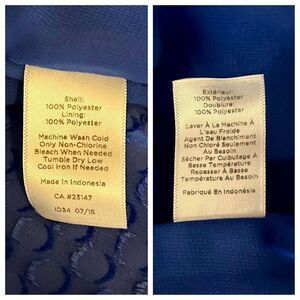 Shell:
100% Polyester
Lining:
100% Polyester
Machine Wash Cold
Only Non-Chlorine
Bleach When Needed
Tumble Dry Low
Cool Iron If Needed
Made In Indonesia
CA #23147
ID34 07/15
Extérieur:
100% Polyester
Doublure:
100% Polyester
Laver À La Machine À
L'eau Froide
Agent De Blanchiment
Non Chloré Seulement
Au Besoin
Sécher Par Culbutage À
Basse Température
Repasser À Basse
Température Au Besoin
Fabriqué En Indonésie